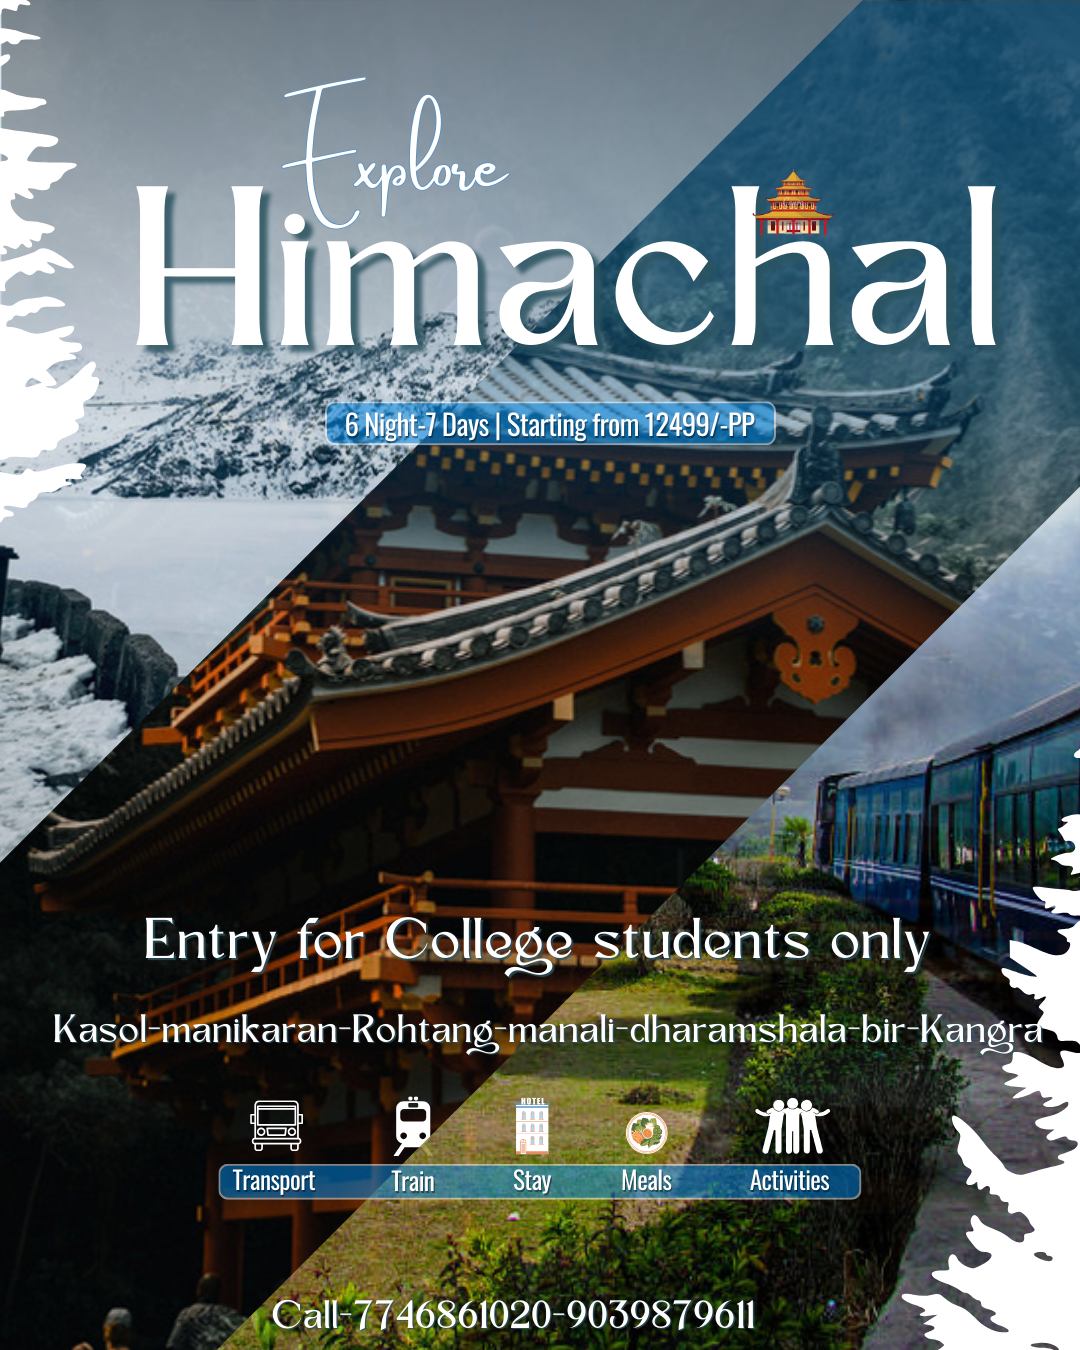 Explore
Himachal
6 Night-7 Days | Starting from 12499/-PP
Entry for College students only
Kasol-manikaran-Rohtang-manali-dharamshala-bir-Kangra
HOTEL
Transport Train Stay Meals Activities
Call-7746861020-9039879611